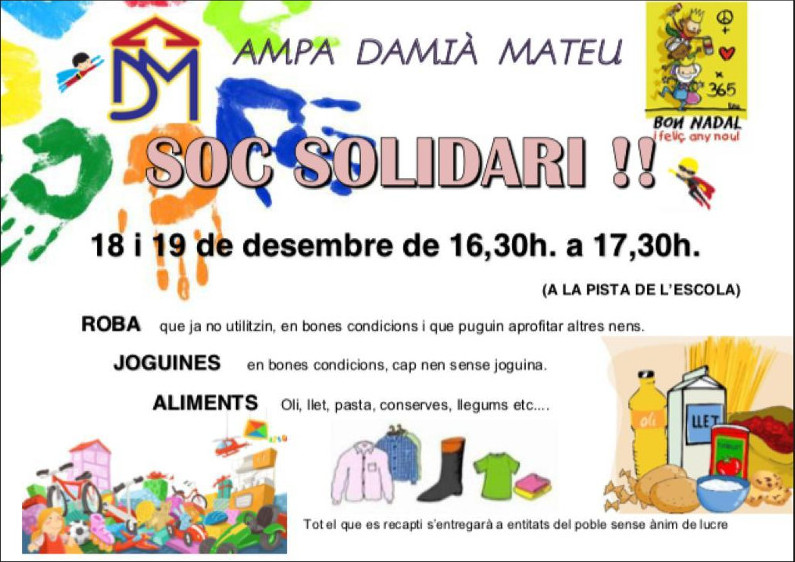 AMPA DAMIÀ MATEU
DM
+
x 365
BON NADAL
i feliç any nou!
SOC SOLIDARI !!
18 i 19 de desembre de 16,30h. a 17,30h.
(A LA PISTA DE L'ESCOLA)
ROBA que ja no utilitzin, en bones condicions i que puguin aprofitar altres nens.
JOGUINES en bones condicions, cap nen sense joguina.
ALIMENTS Oli, llet, pasta, conserves, llegums etc....
oli
LLET
Tot el que es recapti s'entregarà a entitats del poble sense ànim de lucre